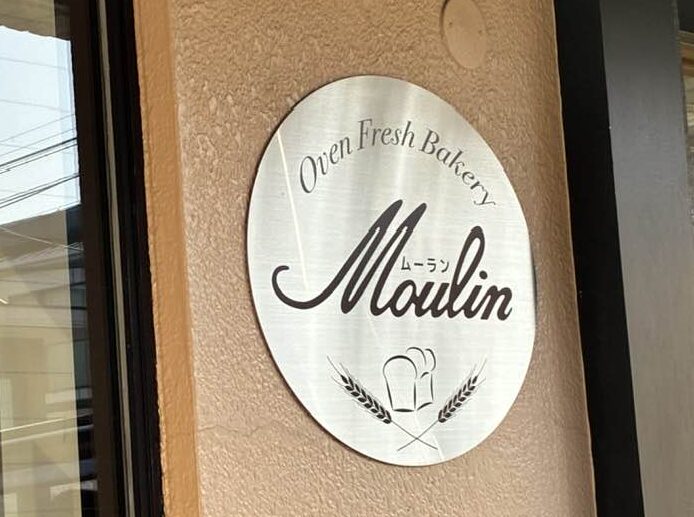 Oven Fresh Bakery
ムーラン
Moulin